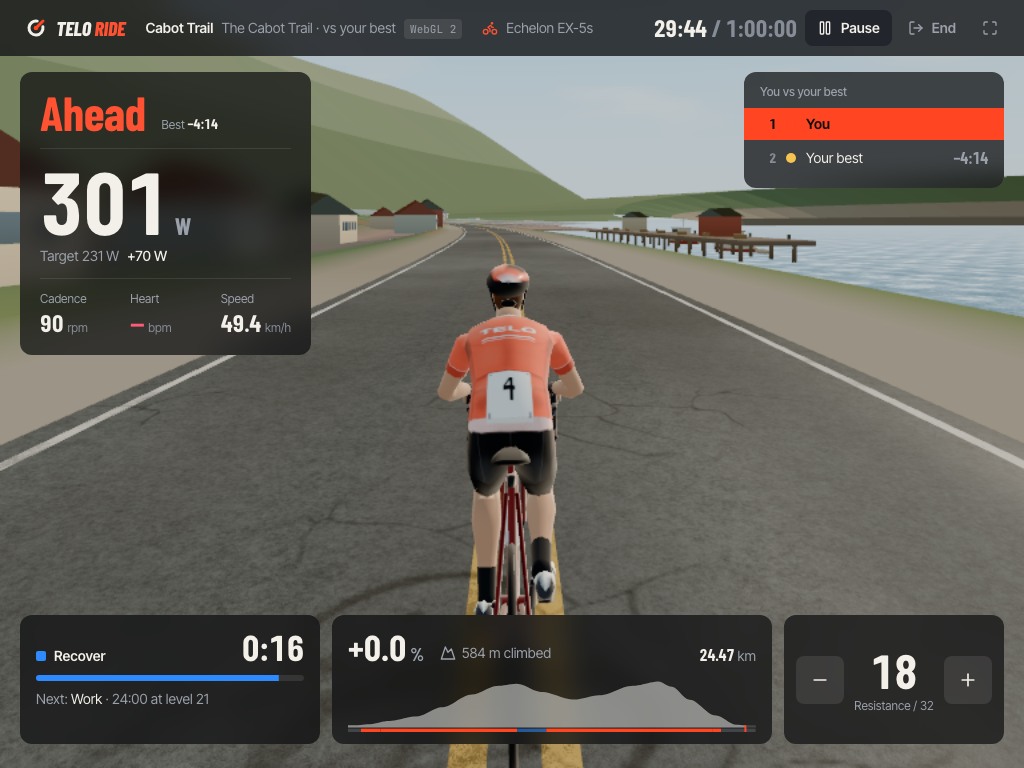 TELO RIDE Cabot Trail The Cabot Trail · vs your best WebGL 2 Echelon EX-5s 29:44 / 1:00:00 Pause End
Ahead Best −4:14
301 W
Target 231 W +70 W
Cadence Heart Speed
90 rpm – bpm 49.4 km/h
You vs your best
1 You
2 Your best −4:14
TELO
4
Recover 0:16
Next: Work · 24:00 at level 21
+0.0 % 584 m climbed 24.47 km
− 18 +
Resistance / 32